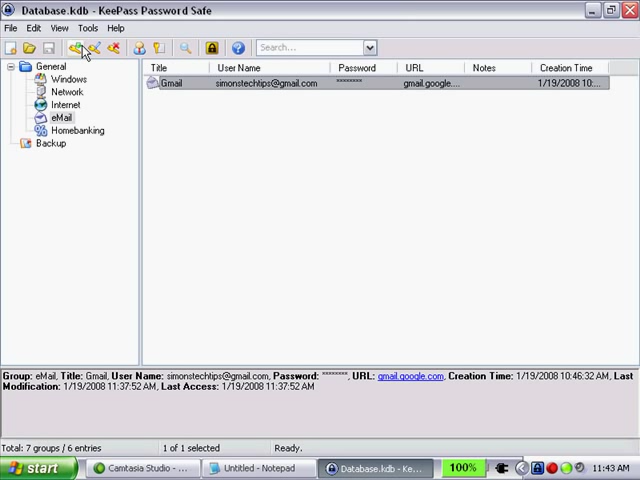 Database.kdb - KeePass Password Safe
File Edit View Tools Help
Search...
General
Windows
Network
Internet
eMail
Homebanking
Backup
Title User Name Password URL Notes Creation Time
Gmail simonstechtips@gmail.com ******** gmail.google.... 1/19/2008 10:...
Group: eMail, Title: Gmail, User Name: simonstechtips@gmail.com, Password: ********, URL: gmail.google.com, Creation Time: 1/19/2008 10:46:32 AM, Last
Modification: 1/19/2008 11:37:52 AM, Last Access: 1/19/2008 11:37:52 AM
Total: 7 groups / 6 entries 1 of 1 selected Ready.
start Camtasia Studio - ... Untitled - Notepad Database.kdb - Ke... 100% 11:43 AM